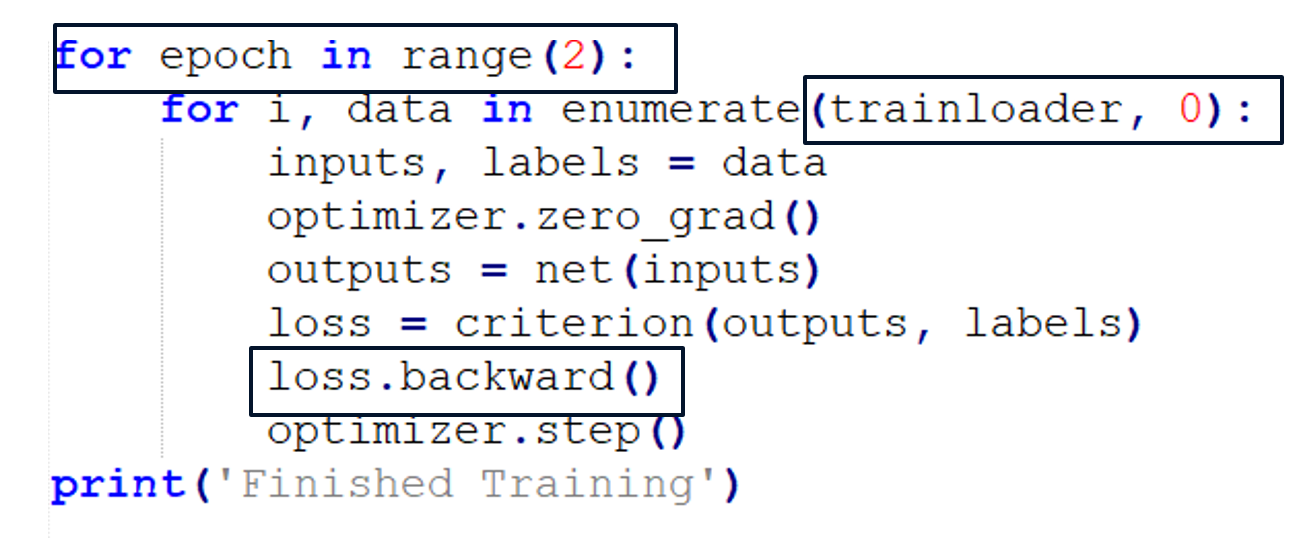 for epoch in range(2):
    for i, data in enumerate(trainloader, 0):
        inputs, labels = data
        optimizer.zero_grad()
        outputs = net(inputs)
        loss = criterion(outputs, labels)
        loss.backward()
        optimizer.step()
print('Finished Training')